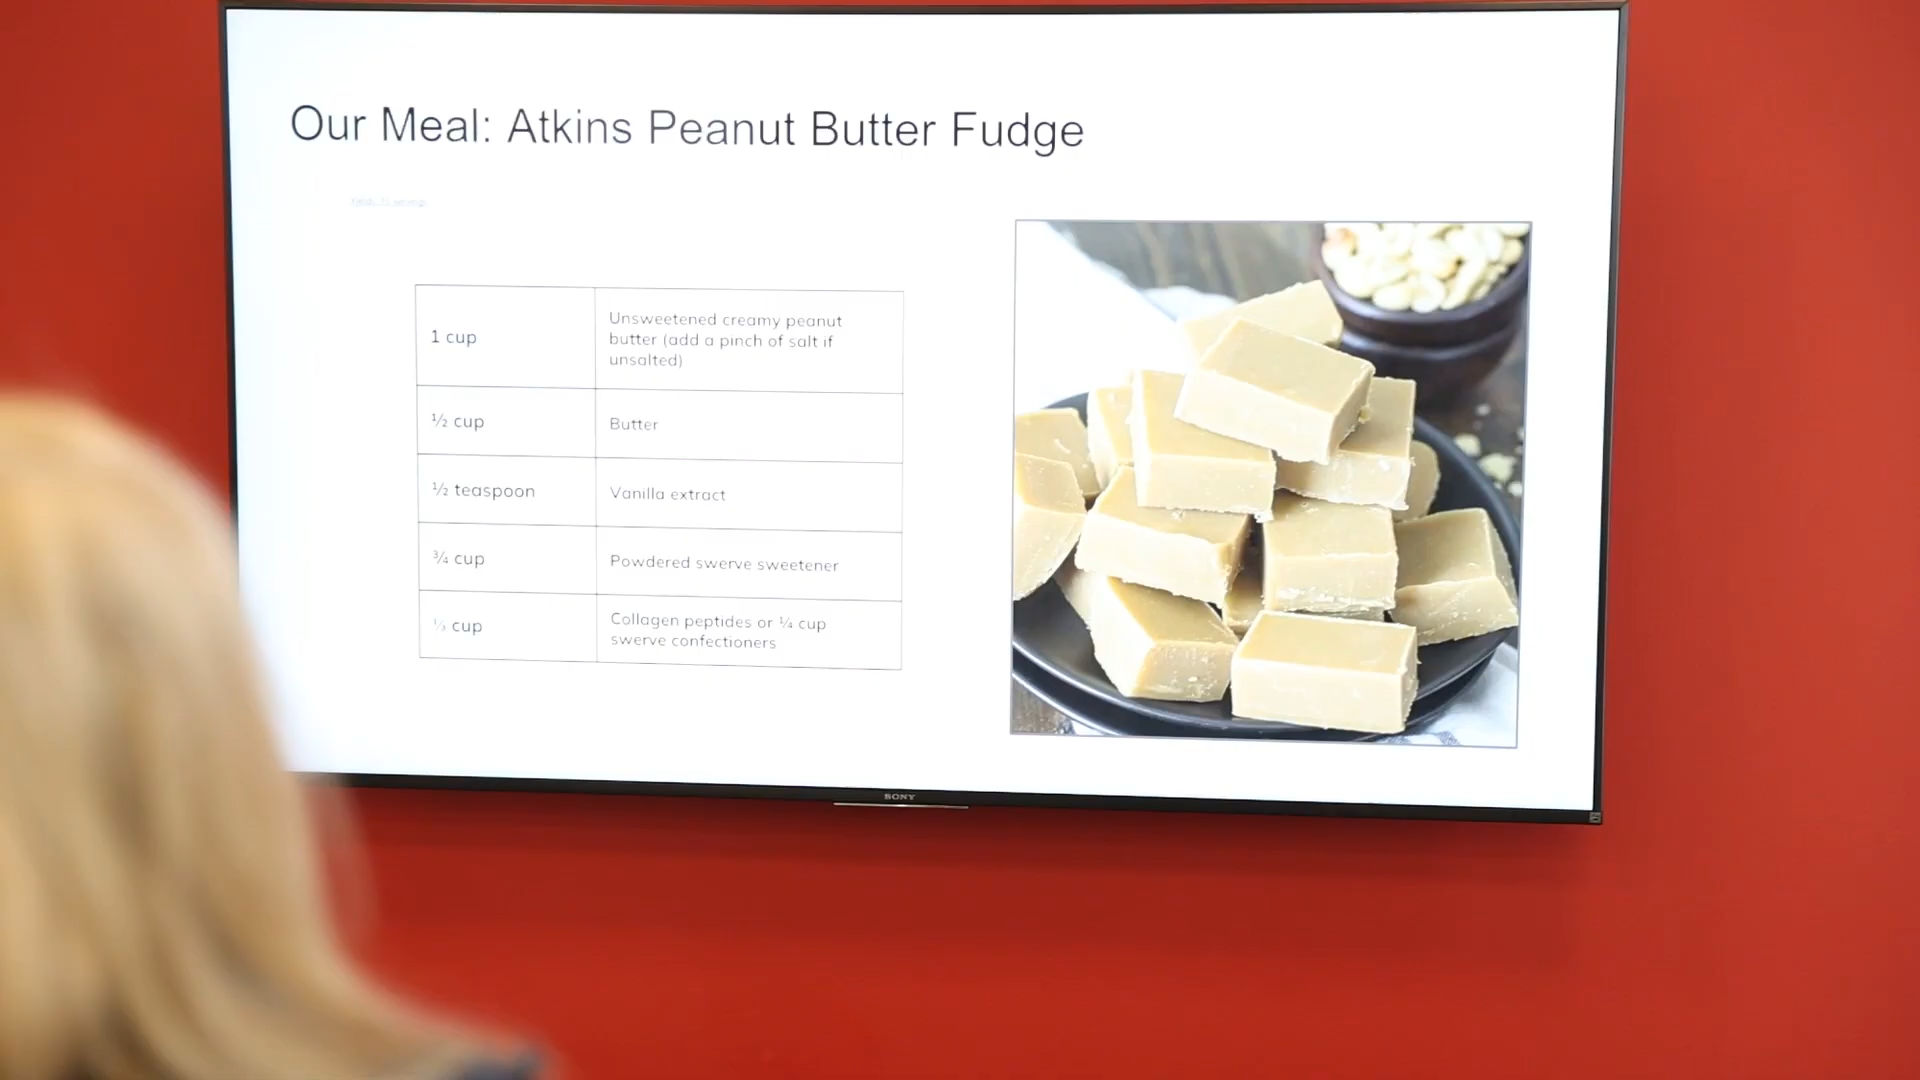 Our Meal: Atkins Peanut Butter Fudge
1 cup
Unsweetened creamy peanut
butter (add a pinch of salt if
unsalted)
½ cup
Butter
½ teaspoon
Vanilla extract
¾ cup
Powdered swerve sweetener
⅓ cup
Collagen peptides or ¼ cup
swerve confectioners
SONY